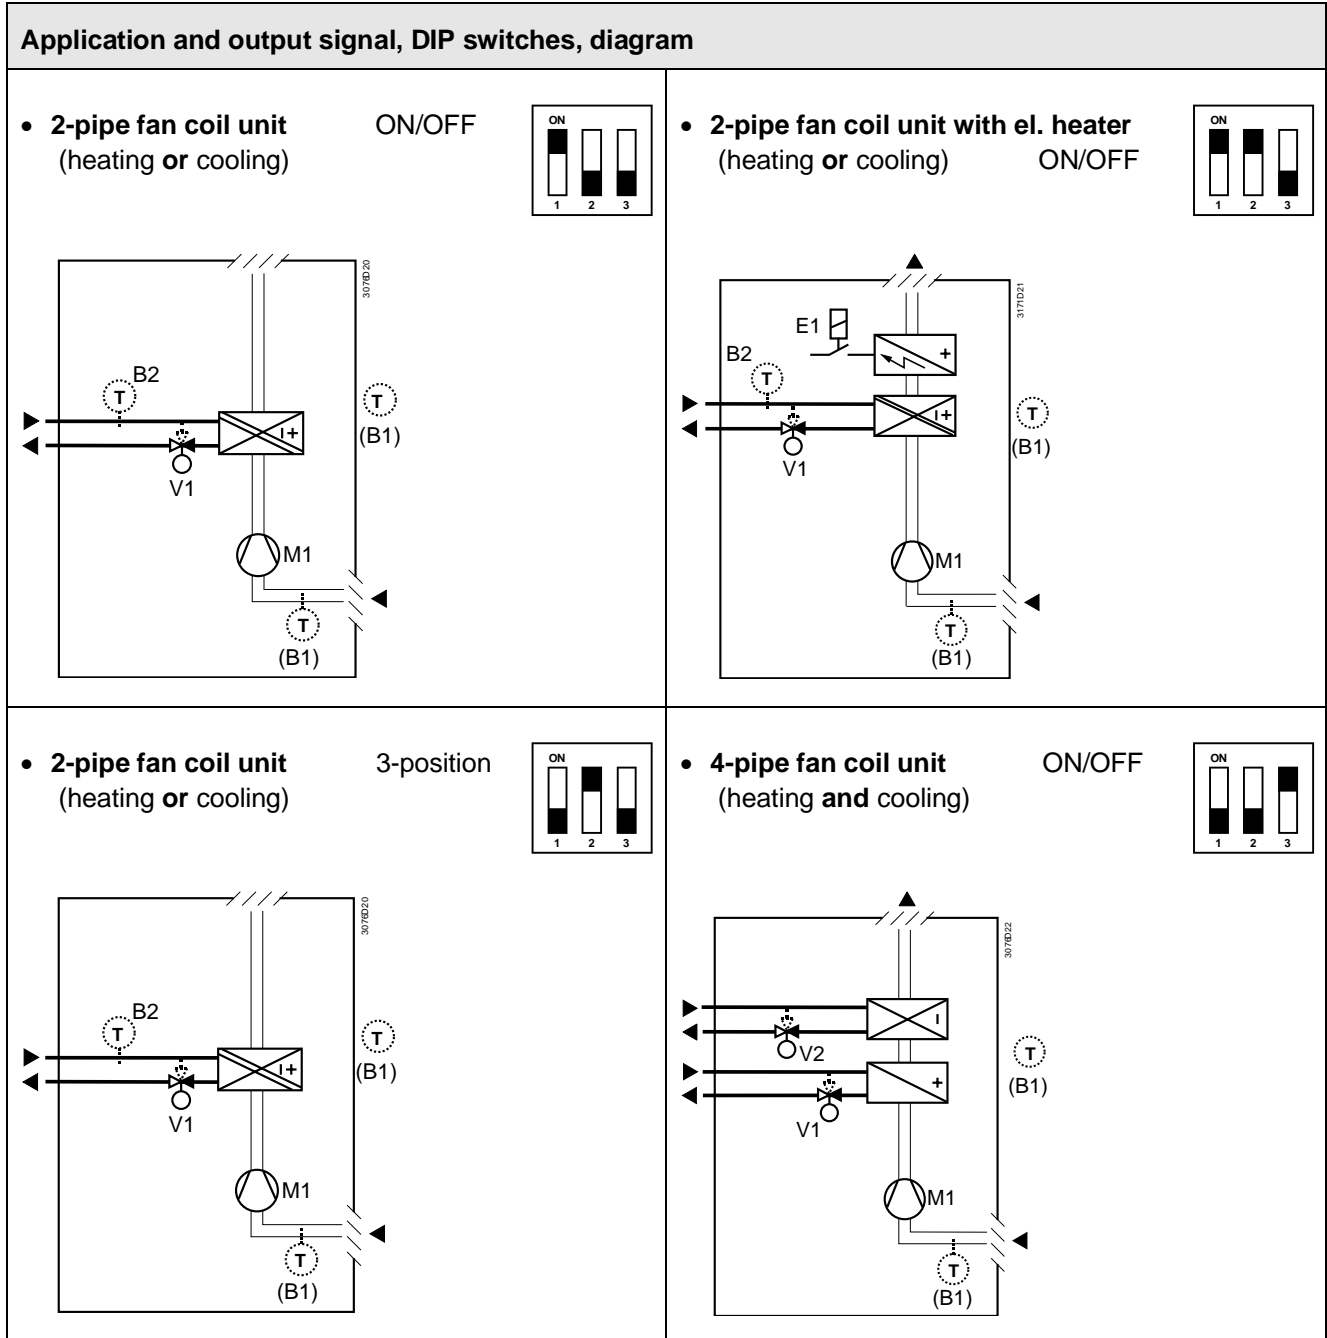 Application and output signal, DIP switches, diagram
• 2-pipe fan coil unit ON/OFF
(heating or cooling)
ON
1 2 3
3076D20
B2
T
T
(B1)
I+
V1
M1
T
(B1)
• 2-pipe fan coil unit with el. heater
(heating or cooling) ON/OFF
ON
1 2 3
3171D21
E1
+
B2
T
I+
T
(B1)
V1
M1
T
(B1)
• 2-pipe fan coil unit 3-position
(heating or cooling)
ON
1 2 3
3076D20
B2
T
T
(B1)
I+
V1
M1
T
(B1)
• 4-pipe fan coil unit ON/OFF
(heating and cooling)
ON
1 2 3
3076D22
I
V2
T
(B1)
+
V1
M1
T
(B1)